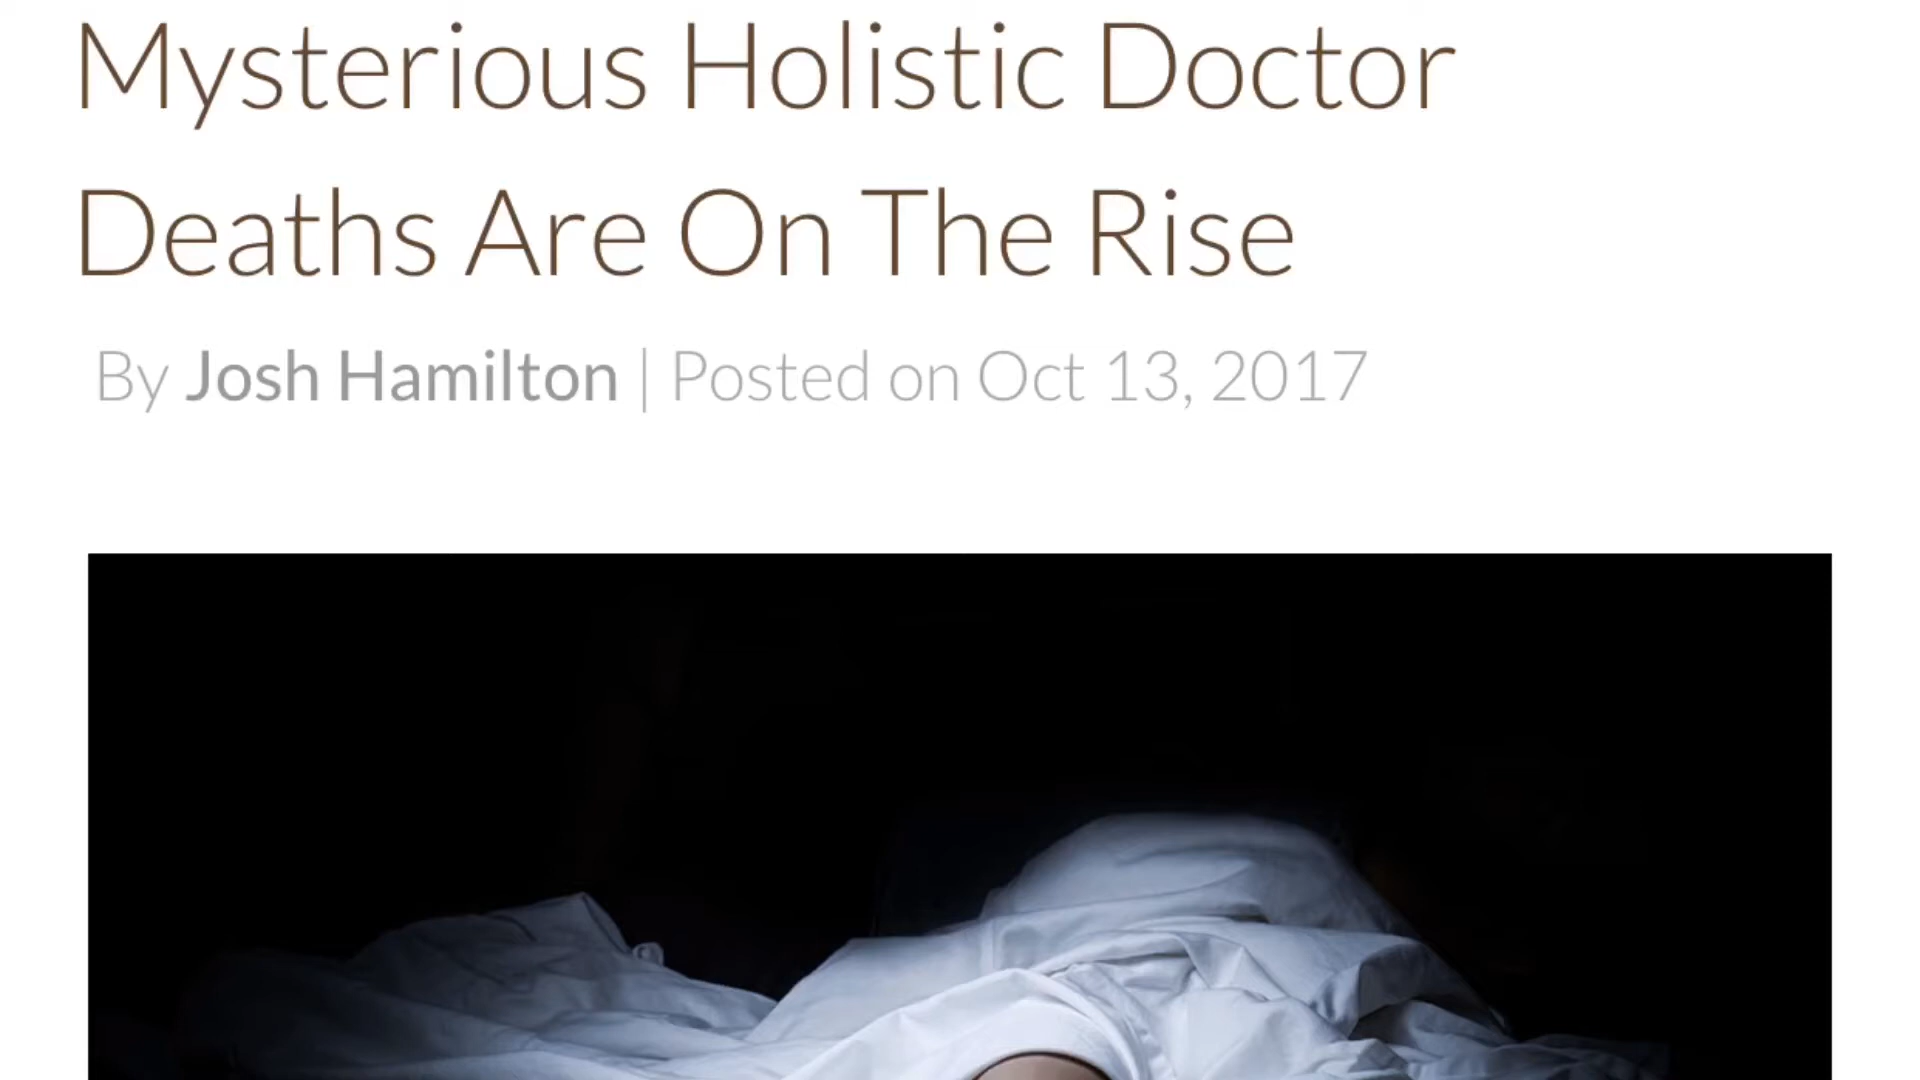 Mysterious Holistic Doctor
Deaths Are On The Rise
By Josh Hamilton | Posted on Oct 13, 2017